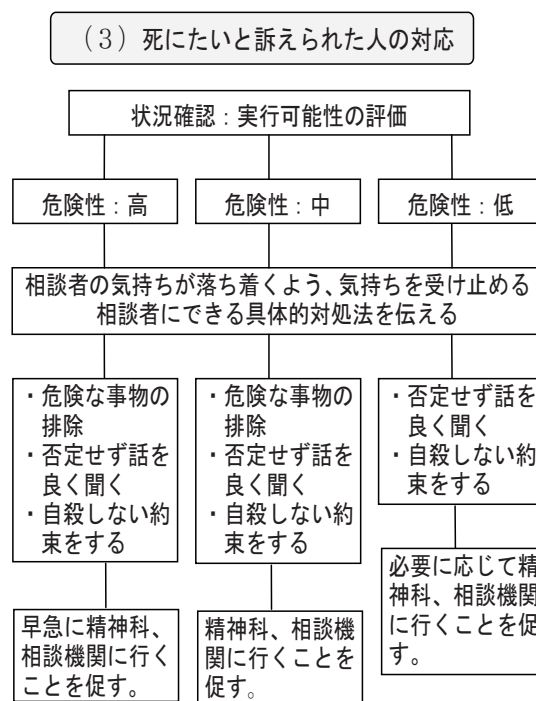 （3）死にたいと訴えられた人の対応
状況確認：実行可能性の評価
危険性：高
危険性：中
危険性：低
相談者の気持ちが落ち着くよう、気持ちを受け止める
相談者にできる具体的対処法を伝える
・危険な事物の
排除
・否定せず話を
良く聞く
・自殺しない約
束をする
・危険な事物の
排除
・否定せず話を
良く聞く
・自殺しない約
束をする
・否定せず話を
良く聞く
・自殺しない約
束をする
早急に精神科、
相談機関に行く
ことを促す。
精神科、相談機
関に行くことを
促す。
必要に応じて精
神科、相談機関
に行くことを促
す。